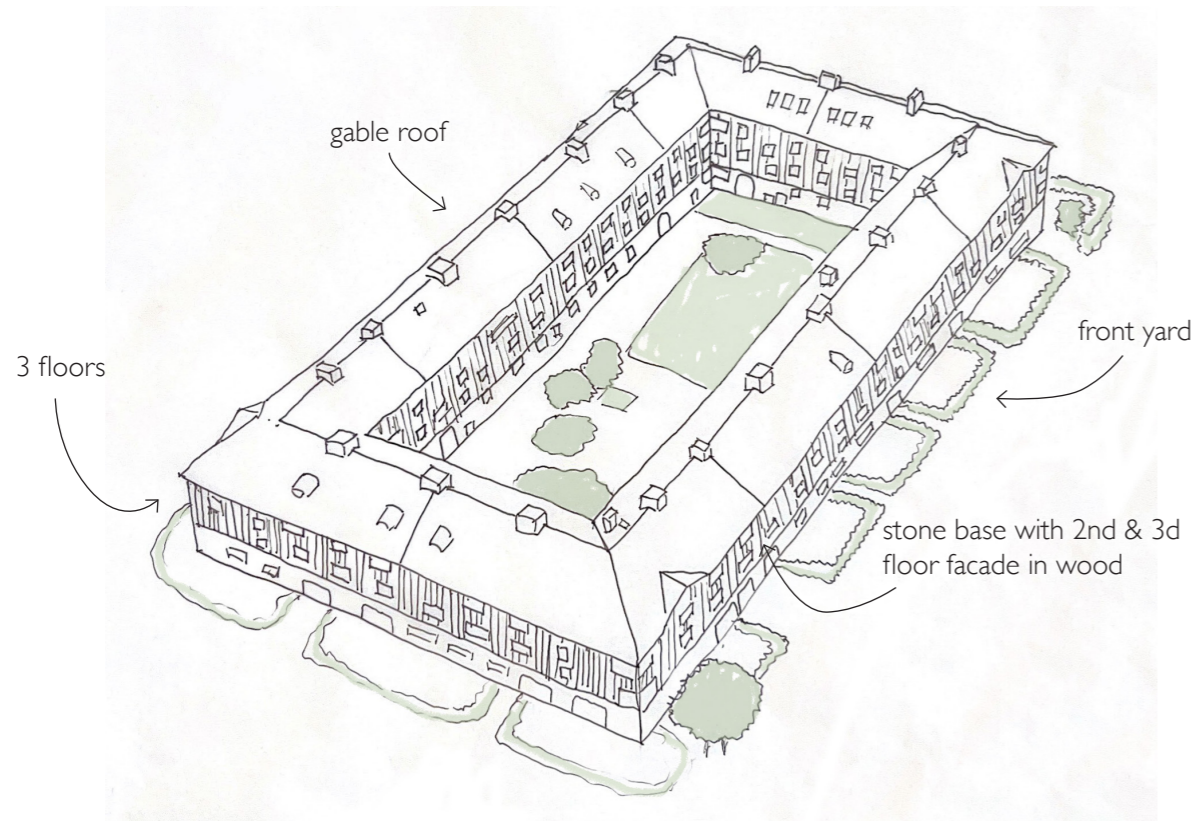 gable roof
3 floors
front yard
stone base with 2nd & 3d
floor facade in wood